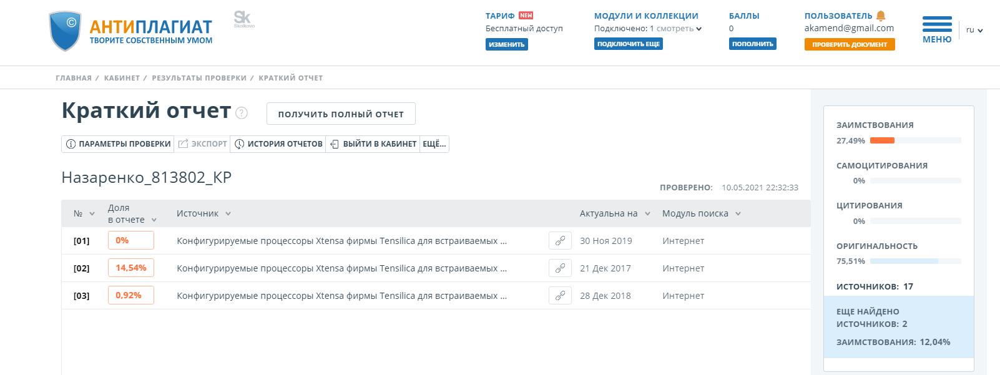 АНТИПЛАГИАТ
ТВОРИТЕ СОБСТВЕННЫМ УМОМ
Sk
Skolkovo
ТАРИФ NEW
Бесплатный доступ
ИЗМЕНИТЬ
МОДУЛИ И КОЛЛЕКЦИИ
Подключено: 1 смотреть
ПОДКЛЮЧИТЬ ЕЩЕ
БАЛЛЫ
0
ПОПОЛНИТЬ
ПОЛЬЗОВАТЕЛЬ
akamend@gmail.com
ПРОВЕРИТЬ ДОКУМЕНТ
МЕНЮ
ru
ГЛАВНАЯ / КАБИНЕТ / РЕЗУЛЬТАТЫ ПРОВЕРКИ / КРАТКИЙ ОТЧЕТ
Краткий отчет ?
ПОЛУЧИТЬ ПОЛНЫЙ ОТЧЕТ
ПАРАМЕТРЫ ПРОВЕРКИ ЭКСПОРТ ИСТОРИЯ ОТЧЕТОВ ВЫЙТИ В КАБИНЕТ ЕЩЁ...
Назаренко_813802_КР
ПРОВЕРЕНО: 10.05.2021 22:32:33
№ Доля в отчете Источник Актуальна на Модуль поиска
[01] 0% Конфигурируемые процессоры Xtensa фирмы Tensilica для встраиваемых ... 30 Ноя 2019 Интернет
[02] 14,54% Конфигурируемые процессоры Xtensa фирмы Tensilica для встраиваемых ... 21 Дек 2017 Интернет
[03] 0,92% Конфигурируемые процессоры Xtensa фирмы Tensilica для встраиваемых ... 28 Дек 2018 Интернет
ЗАИМСТВОВАНИЯ
27,49%
САМОЦИТИРОВАНИЯ
0%
ЦИТИРОВАНИЯ
0%
ОРИГИНАЛЬНОСТЬ
75,51%
ИСТОЧНИКОВ: 17
ЕЩЕ НАЙДЕНО
ИСТОЧНИКОВ: 2
ЗАИМСТВОВАНИЯ: 12,04%